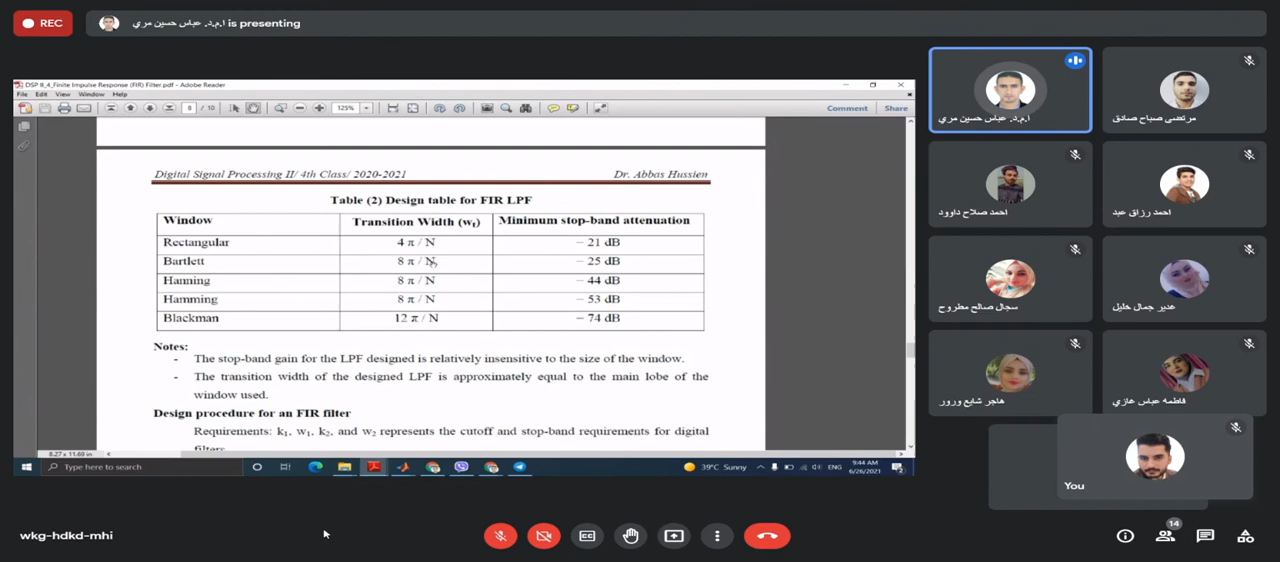 REC
ا.م.د. عباس حسين مري is presenting
DSP II_4_Finite Impulse Response (FIR) Filter.pdf - Adobe Reader
File Edit View Window Help
8 / 10
125%
Comment Share
Digital Signal Processing II/ 4th Class/ 2020-2021 Dr. Abbas Hussien
Table (2) Design table for FIR LPF
Window Transition Width (wt) Minimum stop-band attenuation
Rectangular 4 π / N – 21 dB
Bartlett 8 π / N – 25 dB
Hanning 8 π / N – 44 dB
Hamming 8 π / N – 53 dB
Blackman 12 π / N – 74 dB
Notes:
- The stop-band gain for the LPF designed is relatively insensitive to the size of the window.
- The transition width of the designed LPF is approximately equal to the main lobe of the
window used.
Design procedure for an FIR filter
Requirements: k1, w1, k2, and w2 represents the cutoff and stop-band requirements for digital
filters
8.27 x 11.69 in
Type here to search
39°C Sunny
ENG
9:44 AM
6/26/2021
2
ا.م.د. عباس حسين مري
مرتضى صباح صادق
احمد صلاح داوود
احمد رزاق عبد
سجال صالح مطروح
غدير جمال خليل
هاجر شايع ورور
فاطمه عباس غازي
You
wkg-hdkd-mhi
14